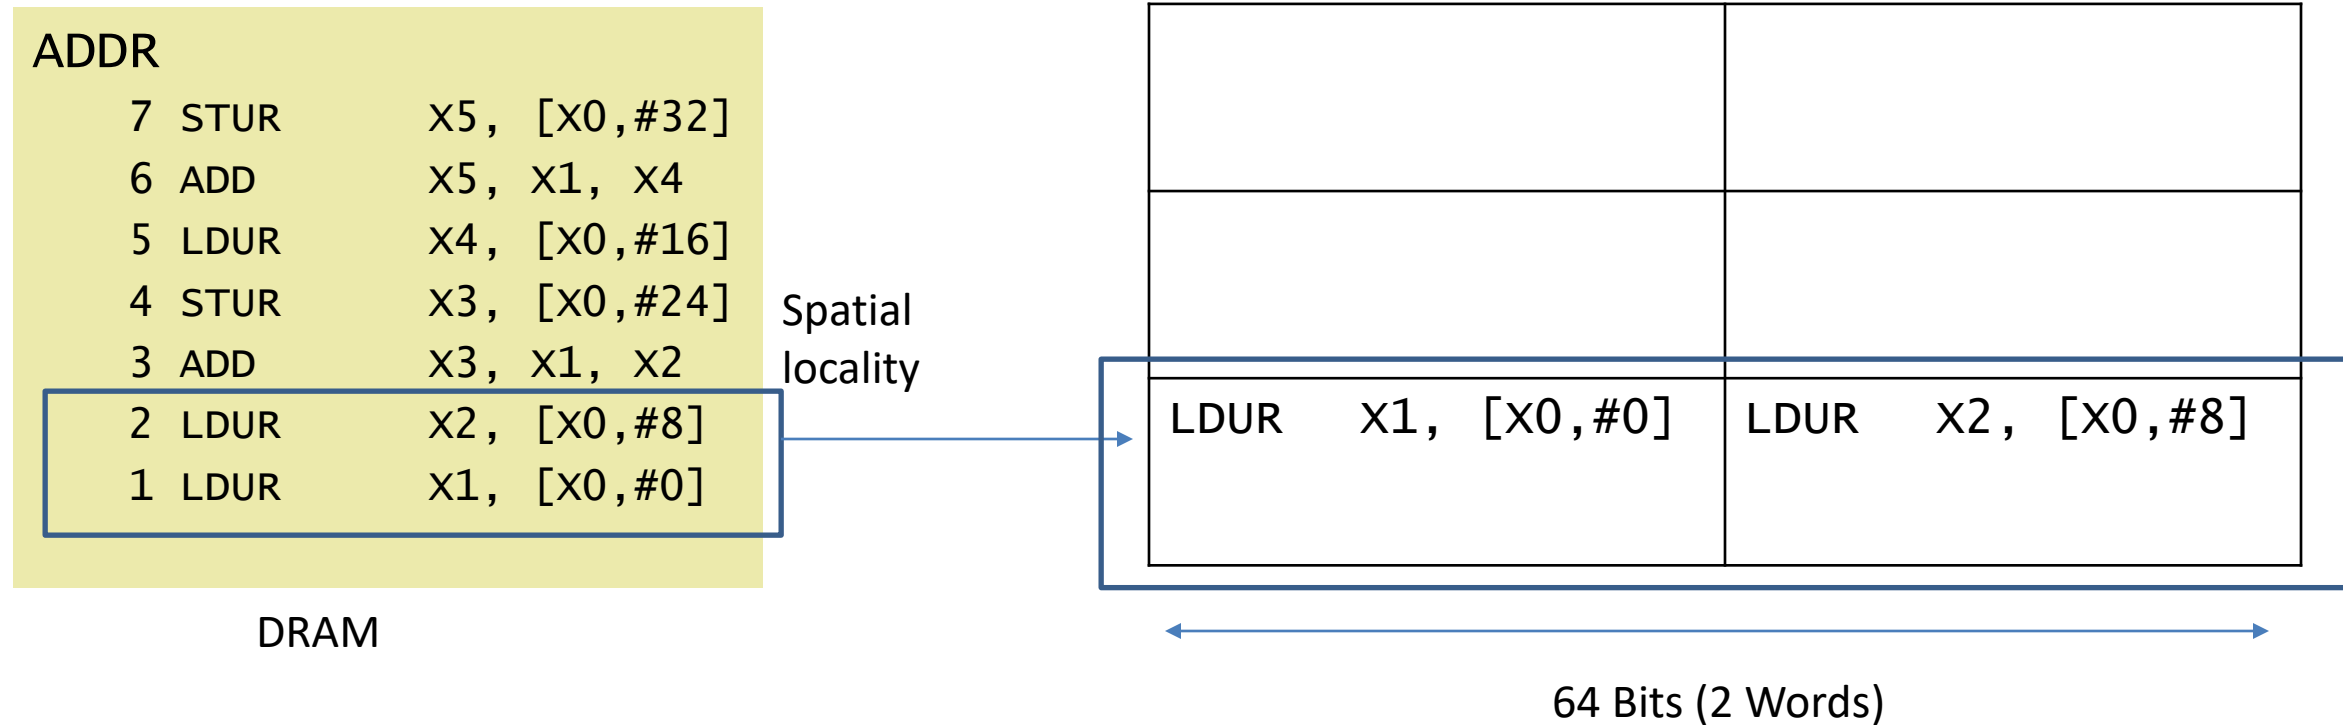 ADDR
7 STUR X5, [X0,#32]
6 ADD X5, X1, X4
5 LDUR X4, [X0,#16]
4 STUR X3, [X0,#24]
3 ADD X3, X1, X2
2 LDUR X2, [X0,#8]
1 LDUR X1, [X0,#0]
DRAM
Spatial
locality
LDUR X1, [X0,#0]
LDUR X2, [X0,#8]
64 Bits (2 Words)